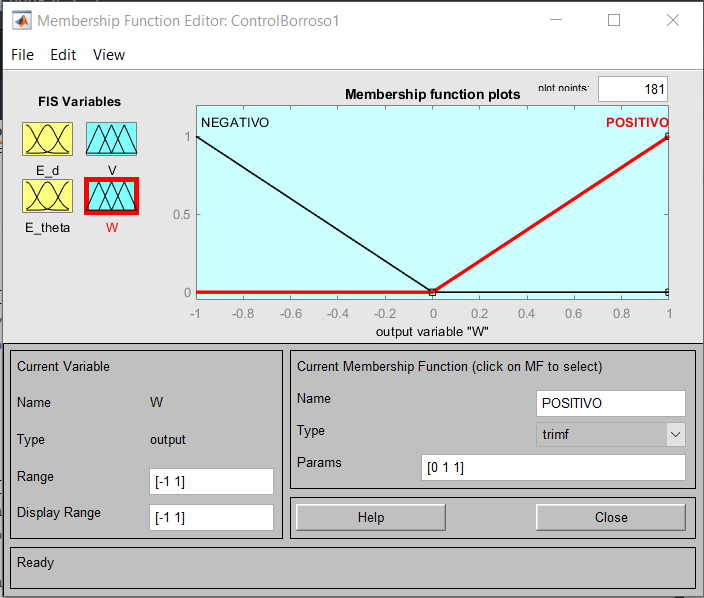 Membership Function Editor: ControlBorroso1
File Edit View
FIS Variables
E_d
V
E_theta
W
Membership function plots
plot points:
181
NEGATIVO
POSITIVO
1
0.5
0
-1 -0.8 -0.6 -0.4 -0.2 0 0.2 0.4 0.6 0.8 1
output variable "W"
Current Variable
Name W
Type output
Range [-1 1]
Display Range [-1 1]
Current Membership Function (click on MF to select)
Name POSITIVO
Type trimf
Params [0 1 1]
Help Close
Ready